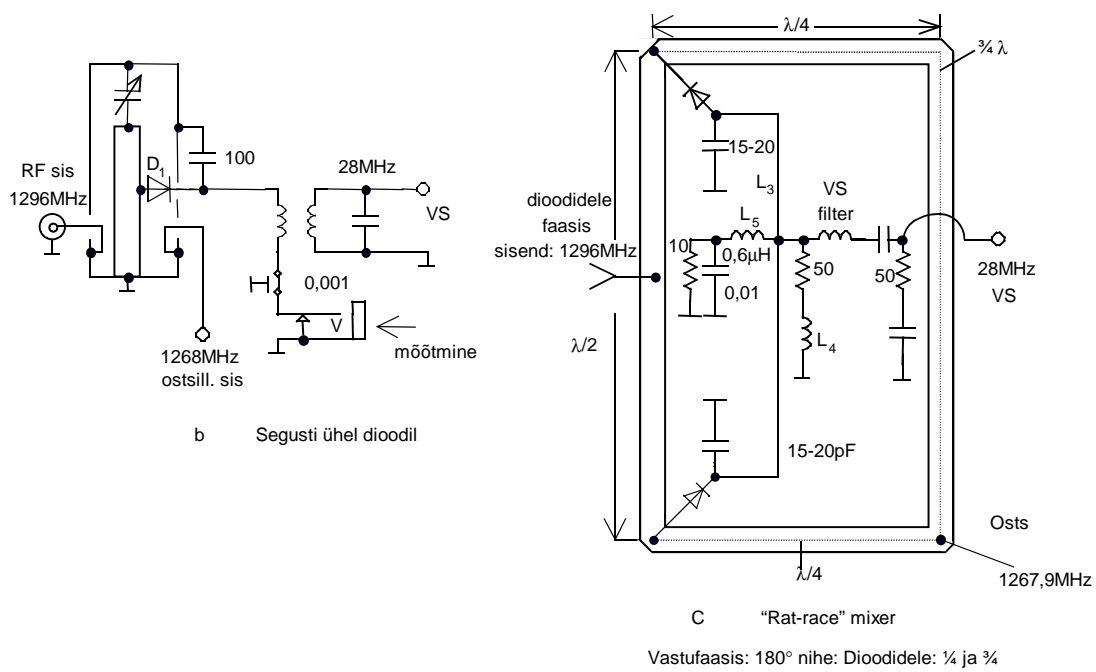 RF sis
1296MHz
D1
100
28MHz
VS
0,001
V
mõõtmine
1268MHz
ostsill. sis
b Segusti ühel dioodil
λ/4
¾ λ
15-20
L3
VS
filter
dioodidele
faasis
sisend: 1296MHz
L5
10
0,6µH
0,01
50
50
28MHz
VS
L4
λ/2
15-20pF
Osts
λ/4
1267,9MHz
C “Rat-race” mixer
Vastufaasis: 180° nihe: Dioodidele: ¼ ja ¾